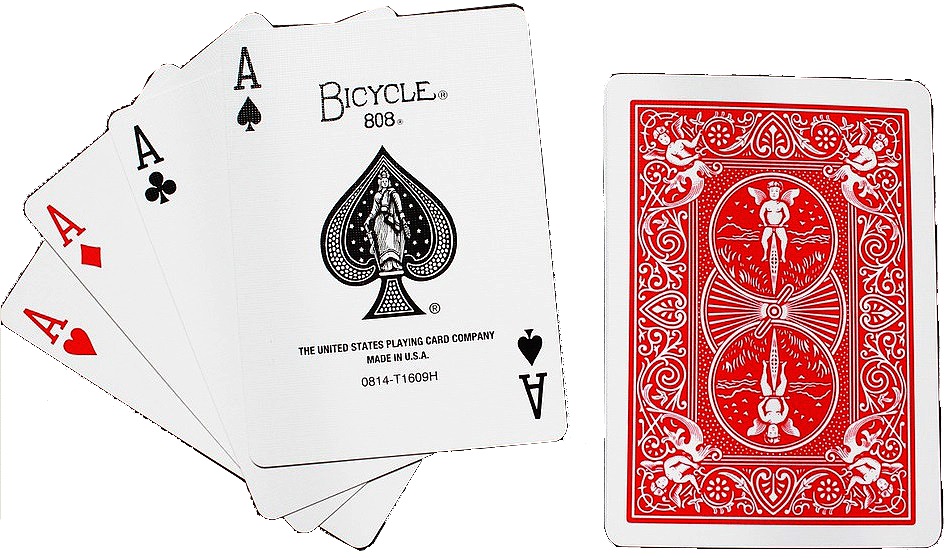 A
A
A
A
BICYCLE®
808®
®
THE UNITED STATES PLAYING CARD COMPANY
MADE IN U.S.A.
0814-T1609H
A